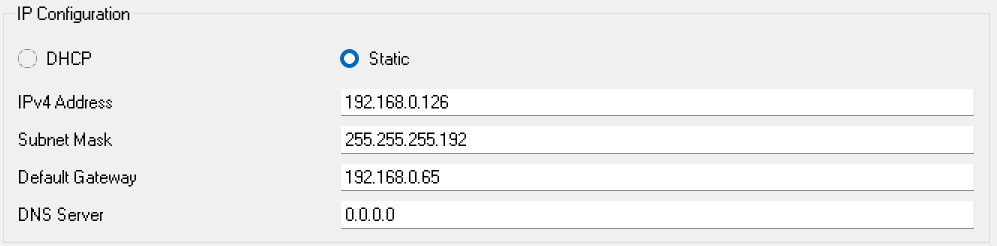 IP Configuration
DHCP Static
IPv4 Address 192.168.0.126
Subnet Mask 255.255.255.192
Default Gateway 192.168.0.65
DNS Server 0.0.0.0